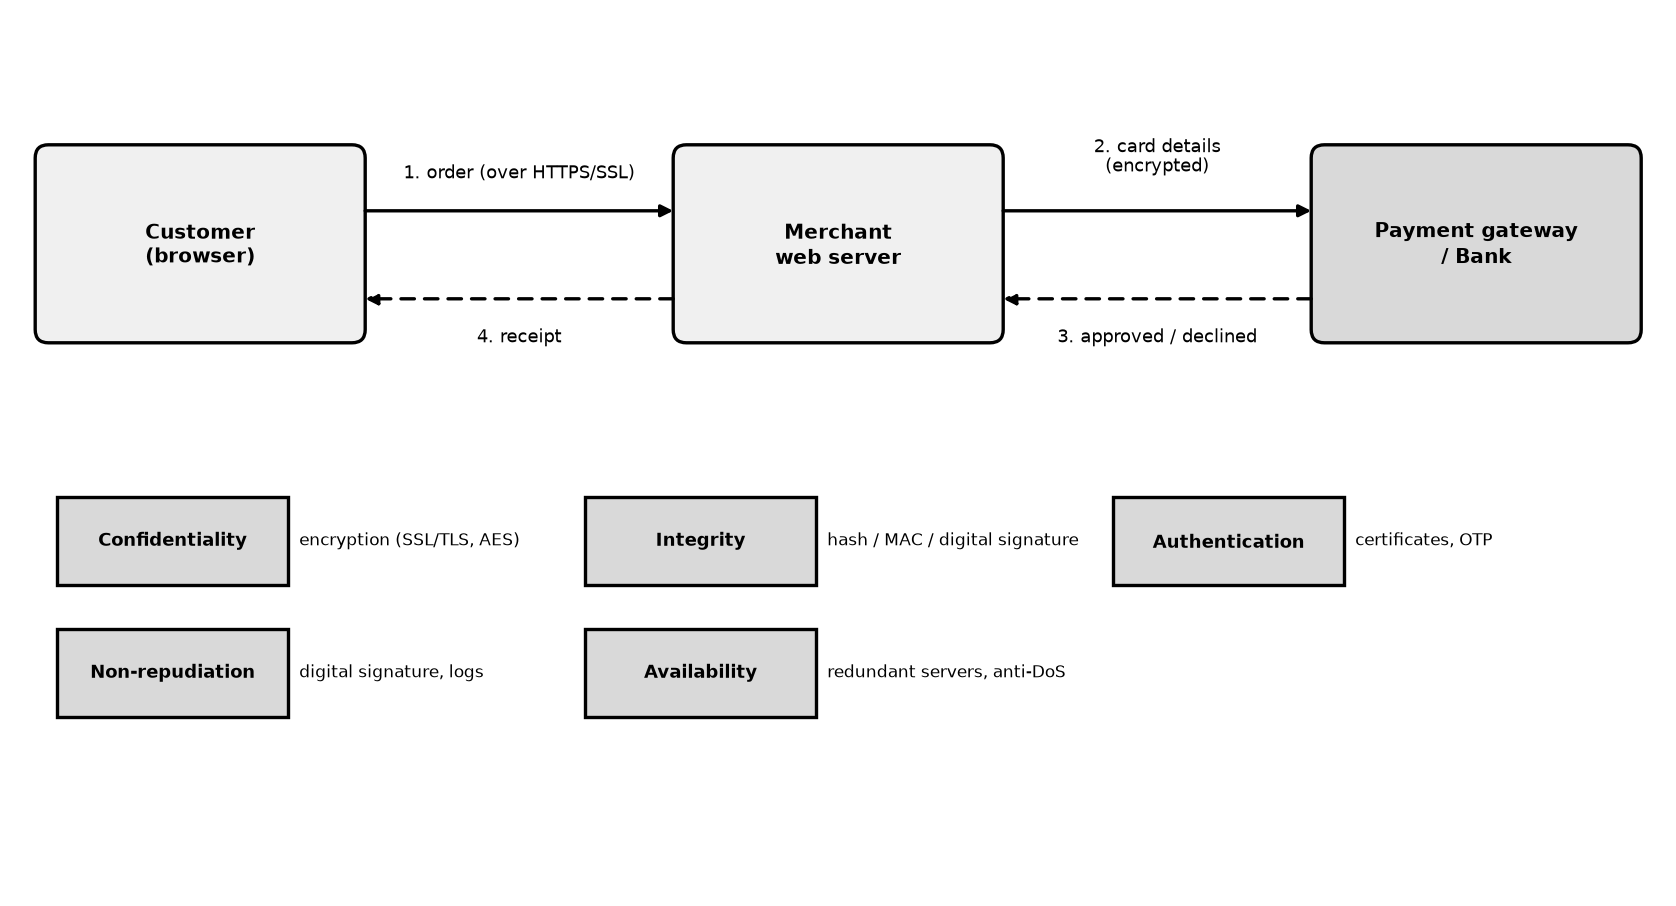 1. order (over HTTPS/SSL)
2. card details
(encrypted)
Customer
(browser)
Merchant
web server
Payment gateway
/ Bank
4. receipt
3. approved / declined
Confidentiality
encryption (SSL/TLS, AES)
Integrity
hash / MAC / digital signature
Authentication
certificates, OTP
Non-repudiation
digital signature, logs
Availability
redundant servers, anti-DoS